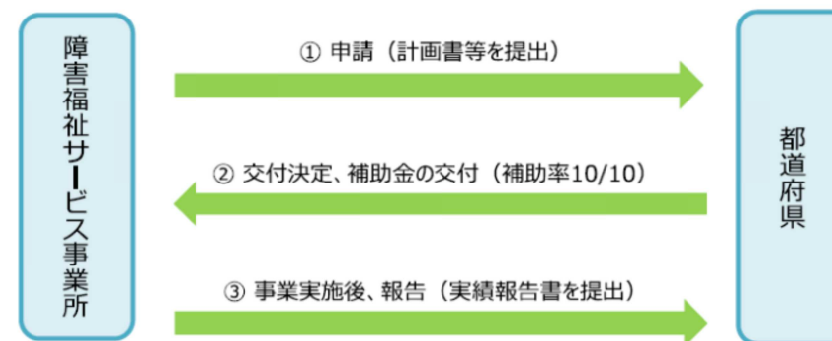 障害福祉サービス事業所
① 申請（計画書等を提出）
② 交付決定、補助金の交付（補助率10/10）
③ 事業実施後、報告（実績報告書を提出）
都道府県